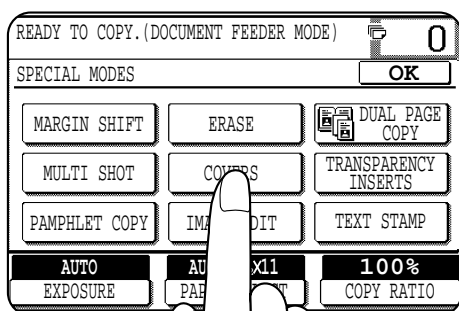 READY TO COPY.(DOCUMENT FEEDER MODE) 0
SPECIAL MODES OK
MARGIN SHIFT ERASE DUAL PAGE COPY
MULTI SHOT COVERS TRANSPARENCY INSERTS
PAMPHLET COPY TEXT STAMP
AUTO 100%
EXPOSURE COPY RATIO